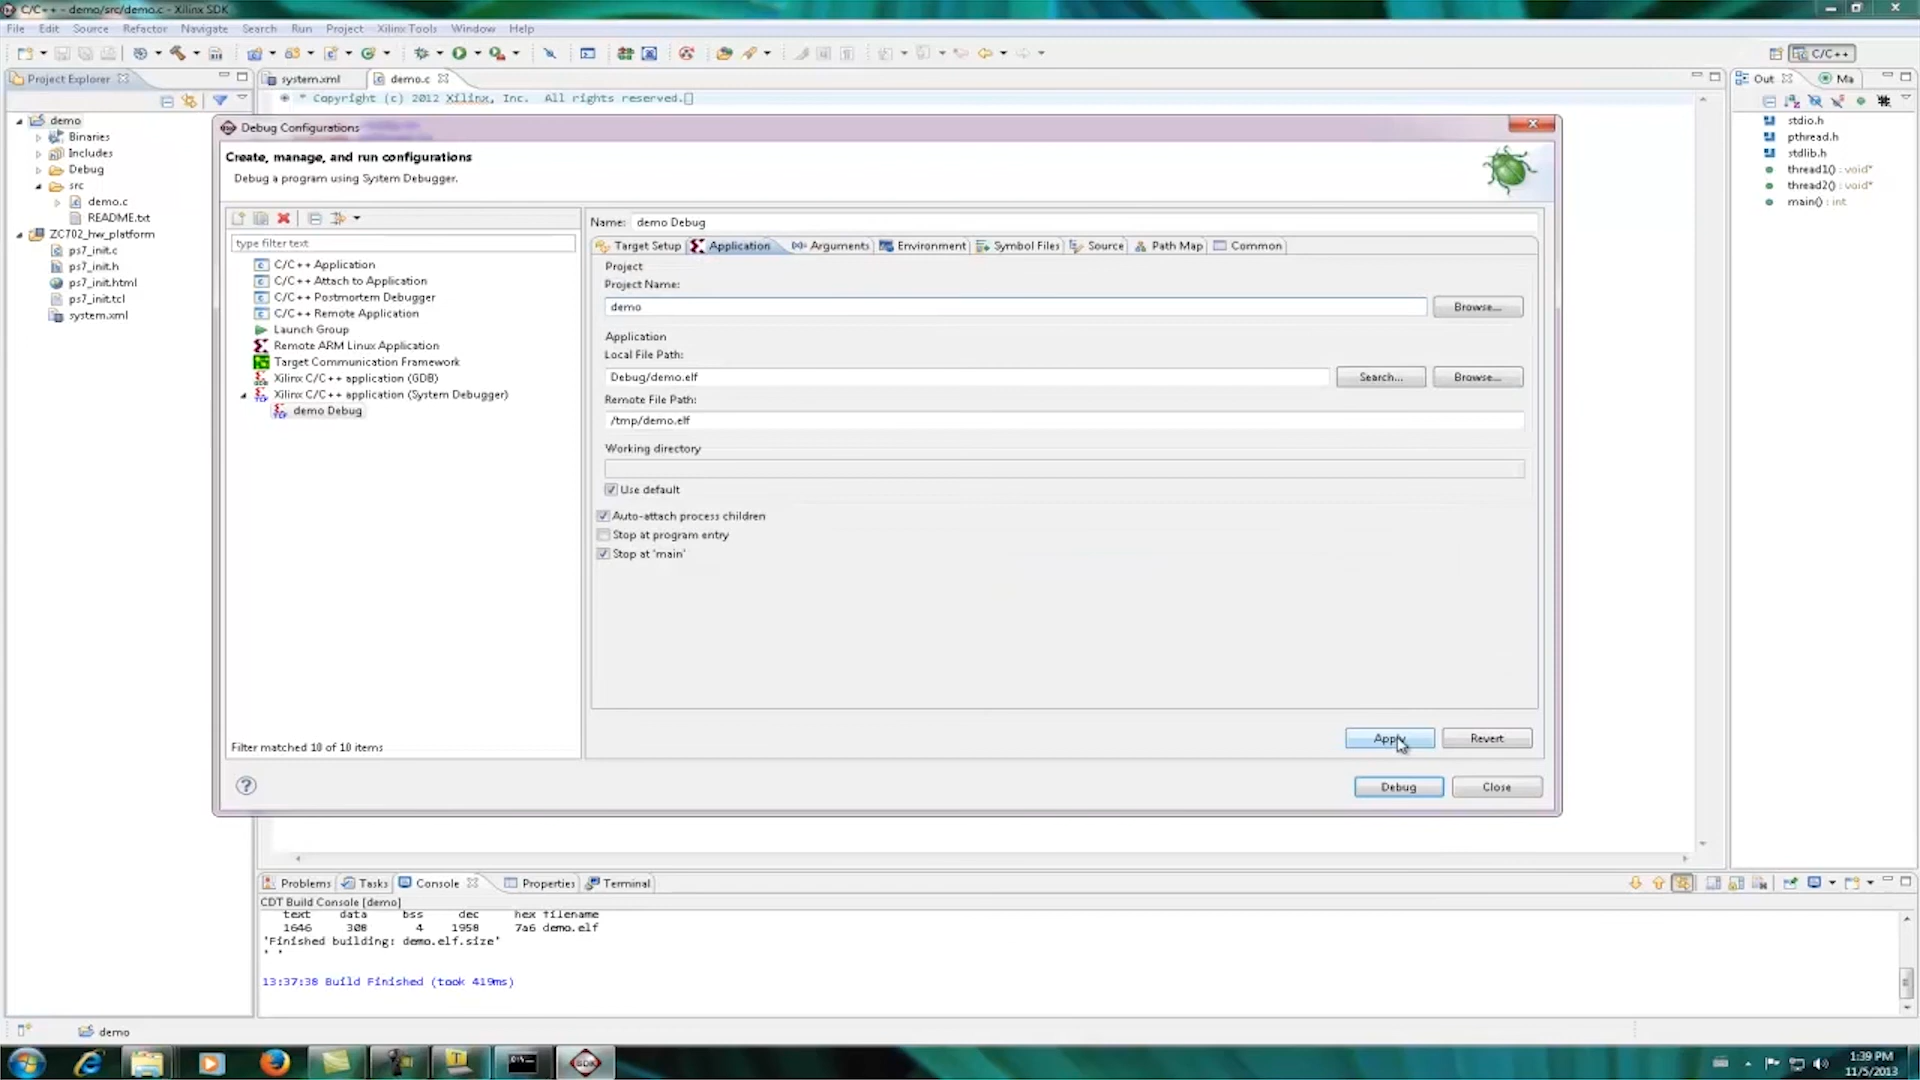 C/C++ - demo/src/demo.c - Xilinx SDK
File Edit Source Refactor Navigate Search Run Project Xilinx Tools Window Help
C/C++
Project Explorer
system.xml
demo.c
Out
Ma
* Copyright (c) 2012 Xilinx, Inc. All rights reserved.
demo
Binaries
Includes
Debug
src
demo.c
README.txt
ZC702_hw_platform
ps7_init.c
ps7_init.h
ps7_init.html
ps7_init.tcl
system.xml
Debug Configurations
Create, manage, and run configurations
Debug a program using System Debugger.
type filter text
C/C++ Application
C/C++ Attach to Application
C/C++ Postmortem Debugger
C/C++ Remote Application
Launch Group
Remote ARM Linux Application
Target Communication Framework
Xilinx C/C++ application (GDB)
Xilinx C/C++ application (System Debugger)
demo Debug
Filter matched 10 of 10 items
Name: demo Debug
Target Setup Application Arguments Environment Symbol Files Source Path Map Common
Project
Project Name:
demo
Browse...
Application
Local File Path:
Debug/demo.elf
Search...
Browse...
Remote File Path:
/tmp/demo.elf
Working directory
Use default
Auto-attach process children
Stop at program entry
Stop at 'main'
Apply
Revert
?
Debug
Close
stdio.h
pthread.h
stdlib.h
thread1() : void*
thread2() : void*
main() : int
Problems Tasks Console Properties Terminal
CDT Build Console [demo]
text data bss dec hex filename
1646 308 4 1958 7a6 demo.elf
'Finished building: demo.elf.size'
' '
13:37:38 Build Finished (took 419ms)
demo
SDK
1:39 PM
11/5/2013